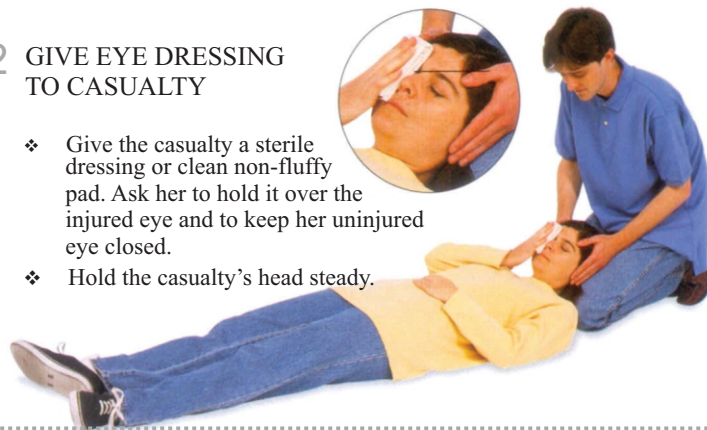 2 GIVE EYE DRESSING
TO CASUALTY
❖ Give the casualty a sterile
dressing or clean non-fluffy
pad. Ask her to hold it over the
injured eye and to keep her uninjured
eye closed.
❖ Hold the casualty’s head steady.